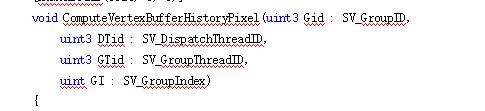 void ComputeVertexBufferHistoryPixel(uint3 Gid : SV_GroupID,
uint3 DTid : SV_DispatchThreadID,
uint3 GTid : SV_GroupThreadID,
uint GI : SV_GroupIndex)
{